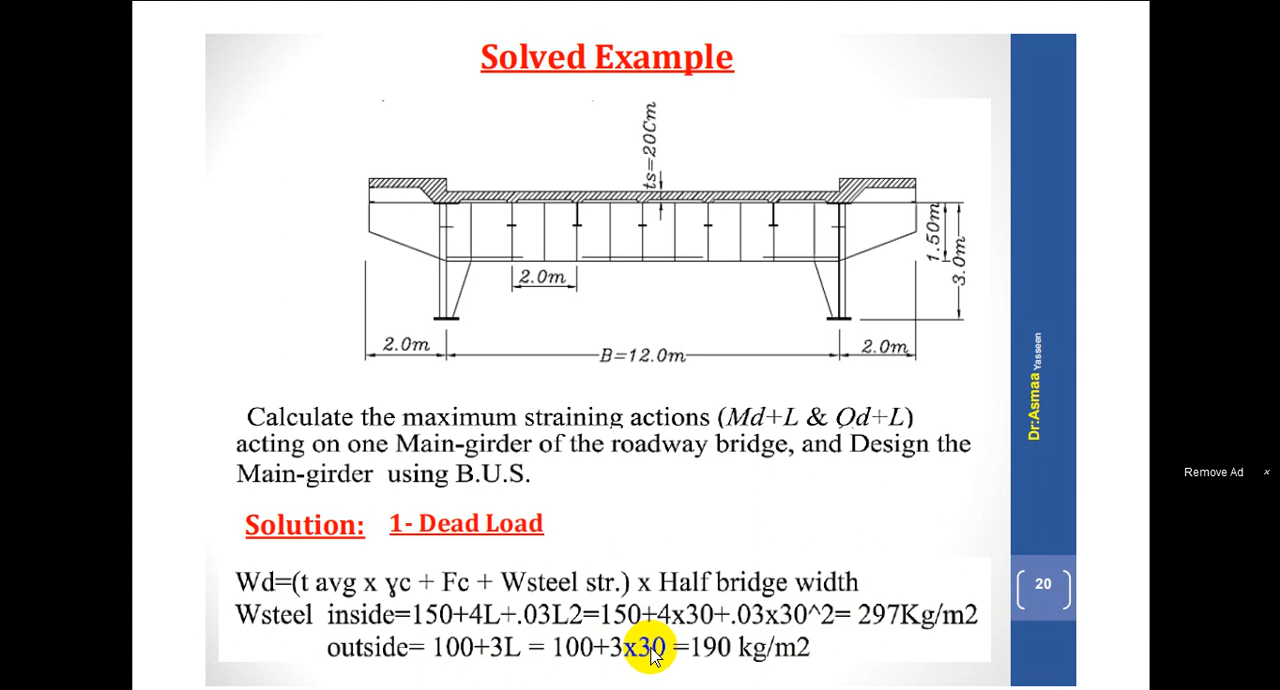 Solved Example
ts=20Cm
1.50m
3.0m
2.0m
2.0m
B=12.0m
2.0m
Calculate the maximum straining actions (Md+L & Qd+L)
acting on one Main-girder of the roadway bridge, and Design the
Main-girder using B.U.S.
Solution: 1- Dead Load
Wd=(t avg x ɣc + Fc + Wsteel str.) x Half bridge width
Wsteel inside=150+4L+.03L2=150+4x30+.03x30^2= 297Kg/m2
outside= 100+3L = 100+3x30 =190 kg/m2
Dr:Asmaa Yasseen
20
Remove Ad ×